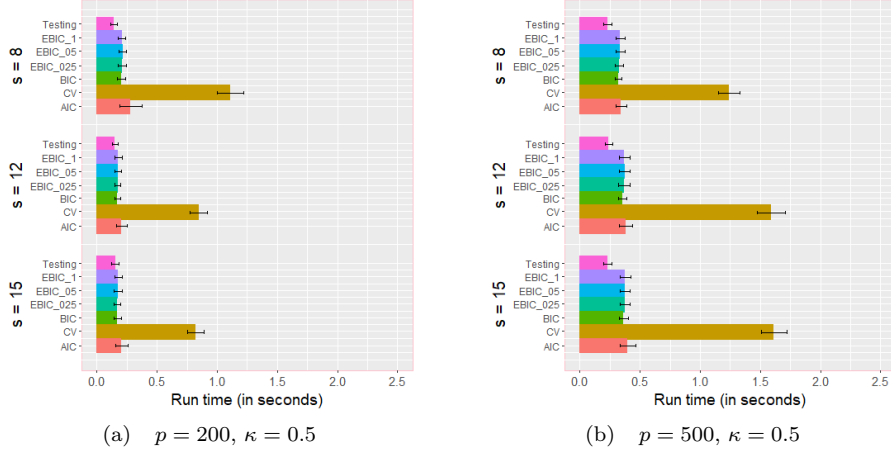 s = 8
Testing
EBIC_1
EBIC_05
EBIC_025
BIC
CV
AIC
s = 12
Testing
EBIC_1
EBIC_05
EBIC_025
BIC
CV
AIC
s = 15
Testing
EBIC_1
EBIC_05
EBIC_025
BIC
CV
AIC
0.0 0.5 1.0 1.5 2.0 2.5
Run time (in seconds)
(a) p = 200, κ = 0.5
s = 8
Testing
EBIC_1
EBIC_05
EBIC_025
BIC
CV
AIC
s = 12
Testing
EBIC_1
EBIC_05
EBIC_025
BIC
CV
AIC
s = 15
Testing
EBIC_1
EBIC_05
EBIC_025
BIC
CV
AIC
0.0 0.5 1.0 1.5 2.0 2.5
Run time (in seconds)
(b) p = 500, κ = 0.5